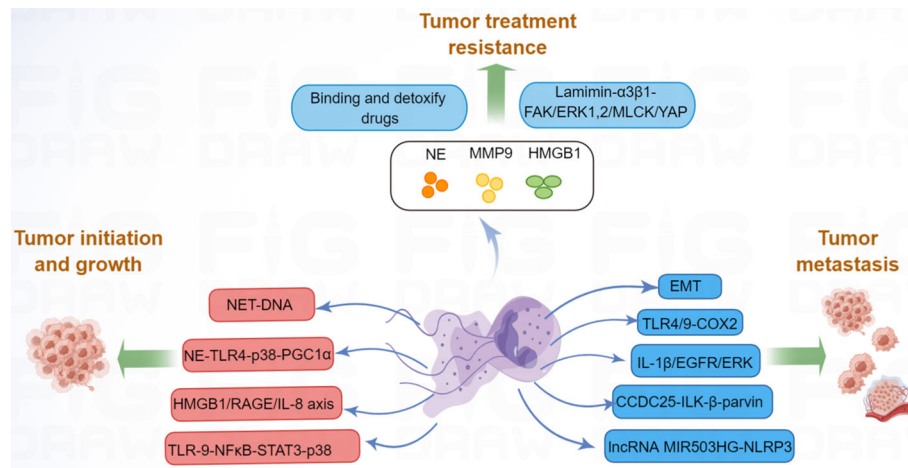 Tumor treatment
resistance
Binding and detoxify
drugs
Lamimin-α3β1-
FAK/ERK1,2/MLCK/YAP
NE MMP9 HMGB1
Tumor initiation
and growth
NET-DNA
NE-TLR4-p38-PGC1α
HMGB1/RAGE/IL-8 axis
TLR-9-NFκB-STAT3-p38
Tumor
metastasis
EMT
TLR4/9-COX2
IL-1β/EGFR/ERK
CCDC25-ILK-β-parvin
lncRNA MIR503HG-NLRP3
FIG
DRAW